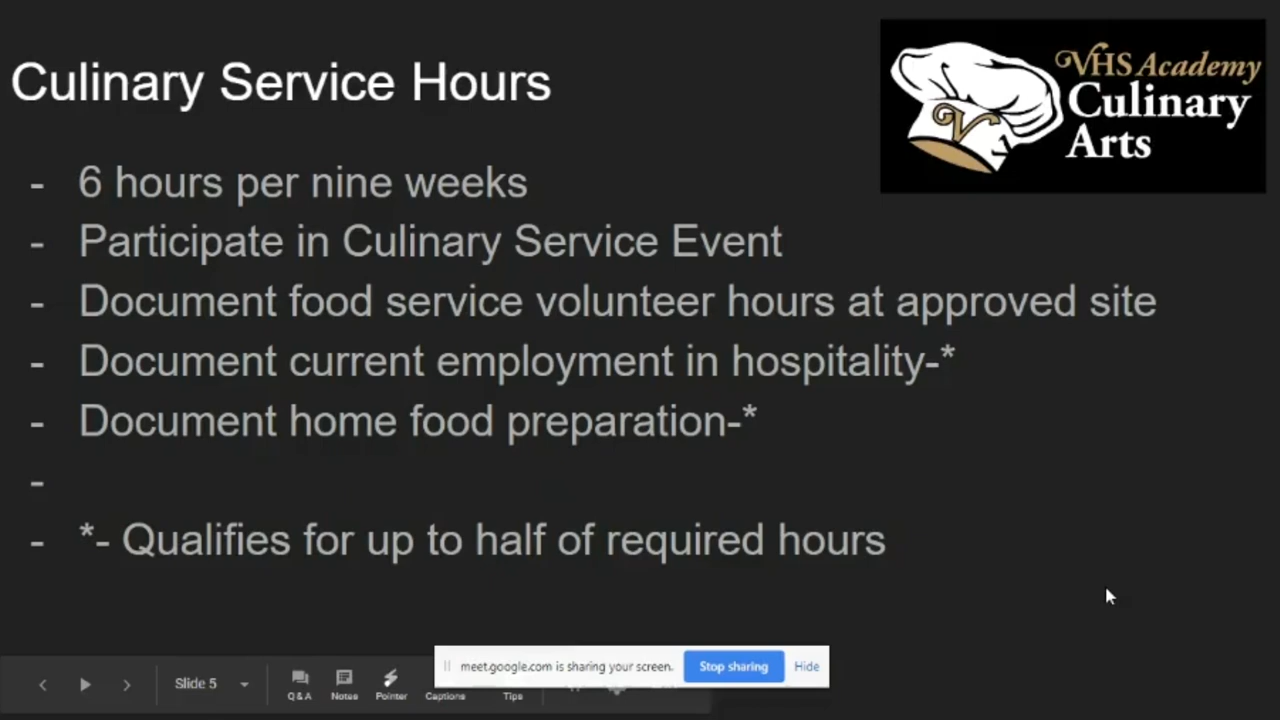 Culinary Service Hours
VHS Academy
Culinary
Arts
- 6 hours per nine weeks
- Participate in Culinary Service Event
- Document food service volunteer hours at approved site
- Document current employment in hospitality-*
- Document home food preparation-*
-
- *- Qualifies for up to half of required hours
meet.google.com is sharing your screen. Stop sharing Hide
Slide 5
Q&A Notes Pointer Captions Tips